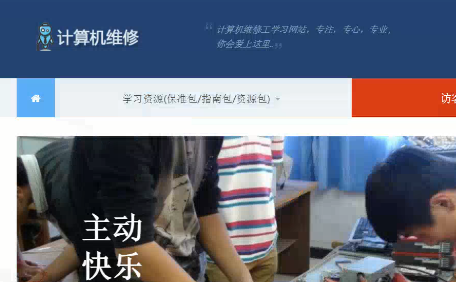 计算机维修
计算机维修工学习网站，专注、专心，专业，
你会爱上这里..
学习资源(保准包/指南包/资源包)
访客
主动
快乐